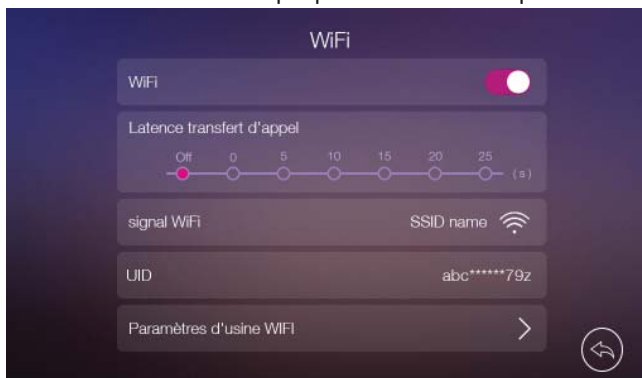 WiFi
WiFi
Latence transfert d'appel
Off 0 5 10 15 20 25 (s)
signal WiFi SSID name
UID abc******79z
Paramètres d'usine WIFI